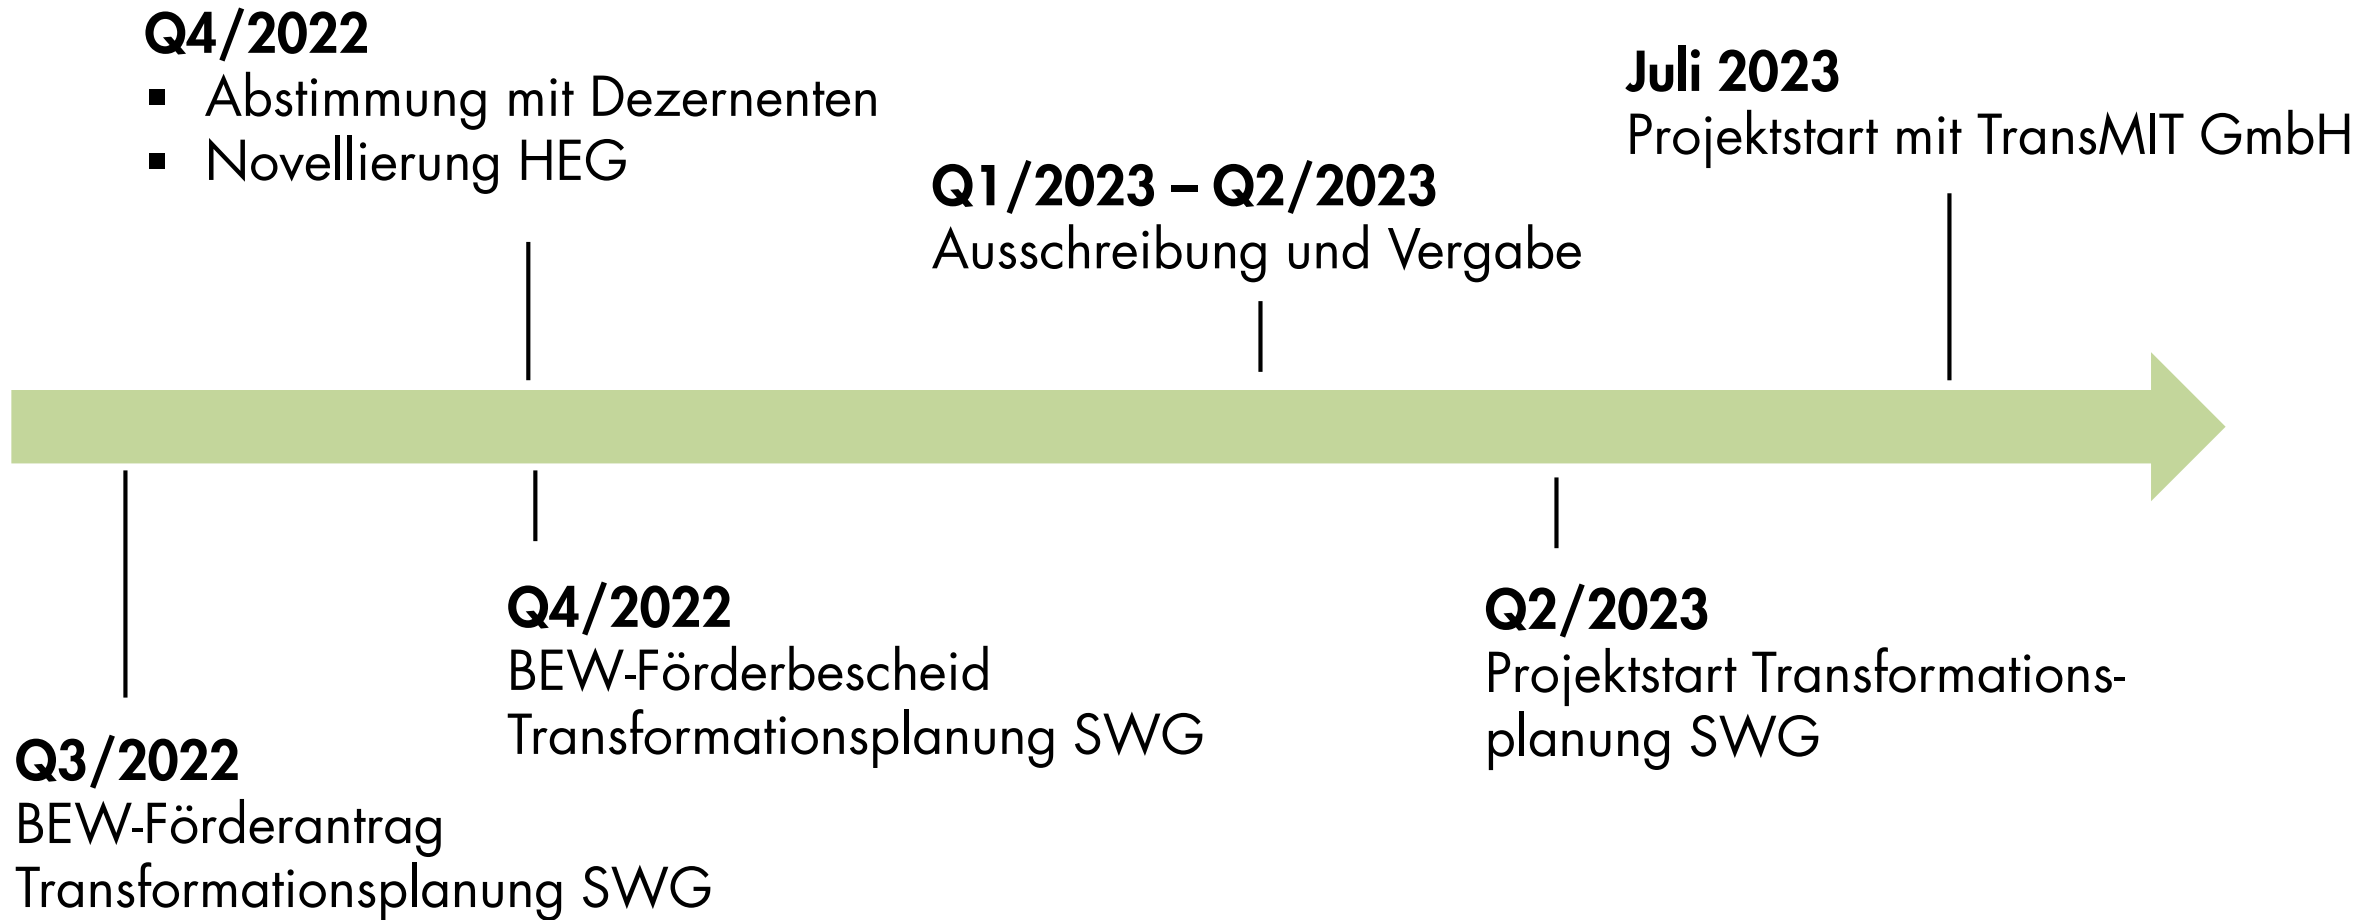 Q4/2022
▪ Abstimmung mit Dezernenten
▪ Novellierung HEG
Q1/2023 – Q2/2023
Ausschreibung und Vergabe
Juli 2023
Projektstart mit TransMIT GmbH
Q3/2022
BEW-Förderantrag
Transformationsplanung SWG
Q4/2022
BEW-Förderbescheid
Transformationsplanung SWG
Q2/2023
Projektstart Transformations-
planung SWG